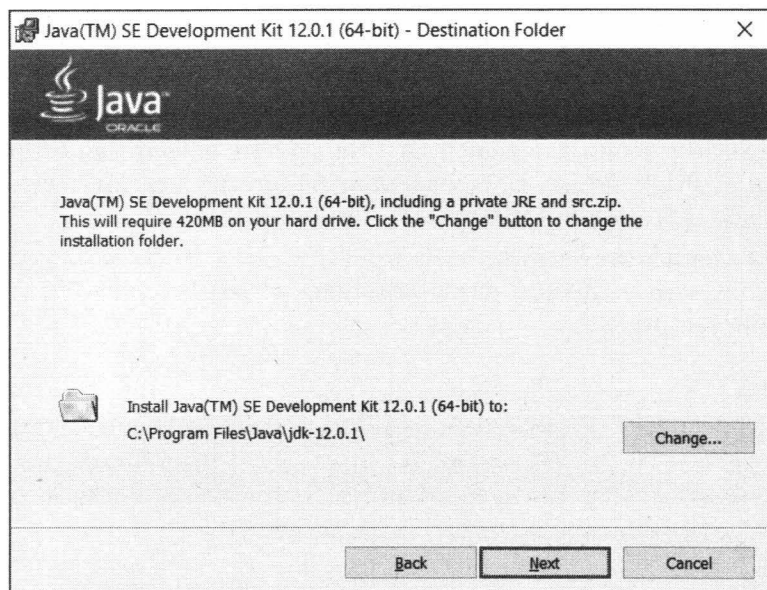 Java(TM) SE Development Kit 12.0.1 (64-bit) - Destination Folder
Java
ORACLE
Java(TM) SE Development Kit 12.0.1 (64-bit), including a private JRE and src.zip.
This will require 420MB on your hard drive. Click the "Change" button to change the
installation folder.
Install Java(TM) SE Development Kit 12.0.1 (64-bit) to:
C:\Program Files\Java\jdk-12.0.1\
Change...
Back
Next
Cancel